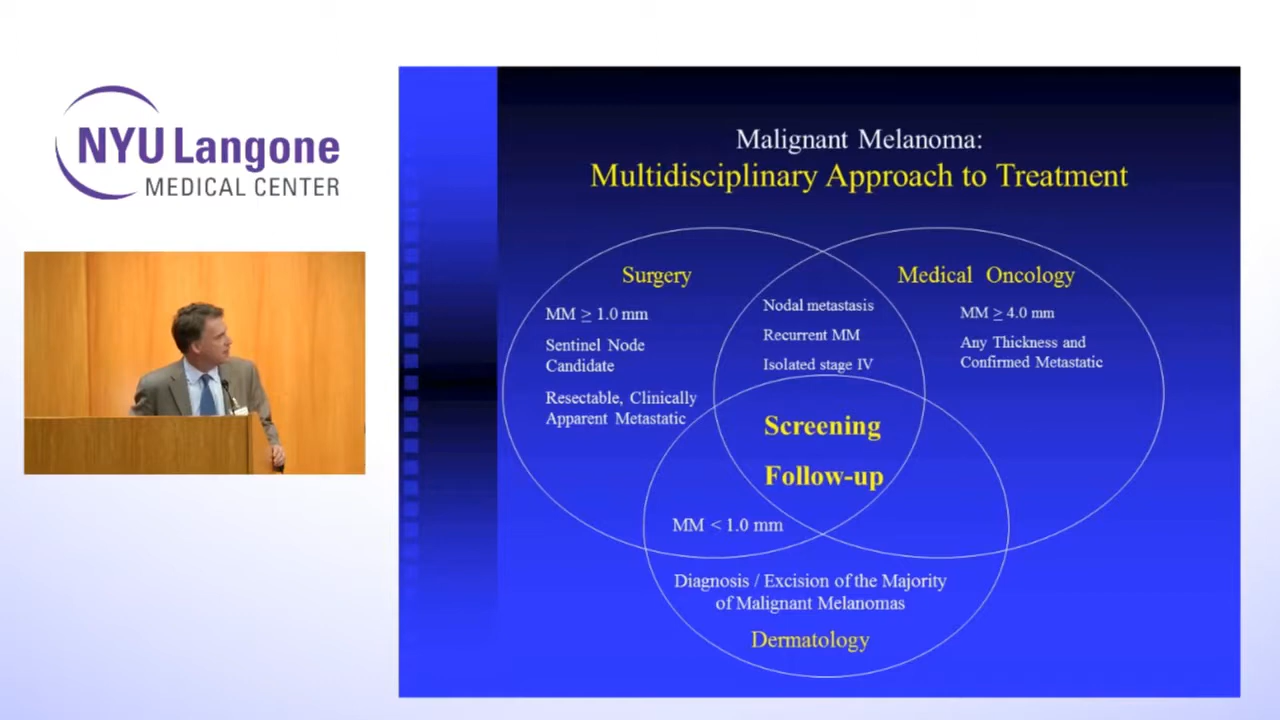 NYU Langone
MEDICAL CENTER
Malignant Melanoma:
Multidisciplinary Approach to Treatment
Surgery
MM ≥ 1.0 mm
Sentinel Node
Candidate
Resectable, Clinically
Apparent Metastatic
Nodal metastasis
Recurrent MM
Isolated stage IV
Medical Oncology
MM ≥ 4.0 mm
Any Thickness and
Confirmed Metastatic
Screening
Follow-up
MM < 1.0 mm
Diagnosis / Excision of the Majority
of Malignant Melanomas
Dermatology